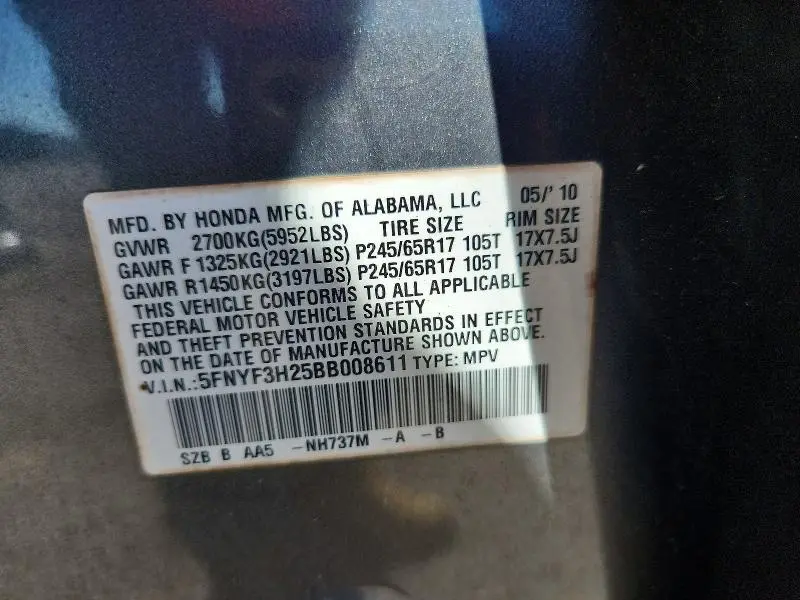 MFD. BY HONDA MFG. OF ALABAMA, LLC 05/' 10
GVWR 2700KG(5952LBS) TIRE SIZE RIM SIZE
GAWR F 1325KG(2921LBS) P245/65R17 105T 17X7.5J
GAWR R1450KG(3197LBS) P245/65R17 105T 17X7.5J
THIS VEHICLE CONFORMS TO ALL APPLICABLE
FEDERAL MOTOR VEHICLE SAFETY
AND THEFT PREVENTION STANDARDS IN EFFECT
ON THE DATE OF MANUFACTURE SHOWN ABOVE.
V.I.N.:5FNYF3H25BB008611 TYPE: MPV
SZB B AA5 -NH737M -A -B